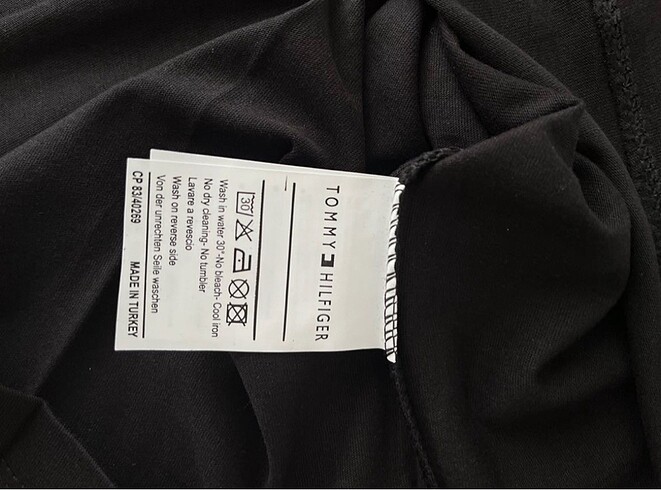 TOMMY HILFIGER
30
Wash in water 30°-No bleach- Cool iron
No dry cleaning- No tumbler
Lavare a revescio
Wash on reverse side
Von der unrechten Seile waschen
CP 83/40269 MADE IN TURKEY